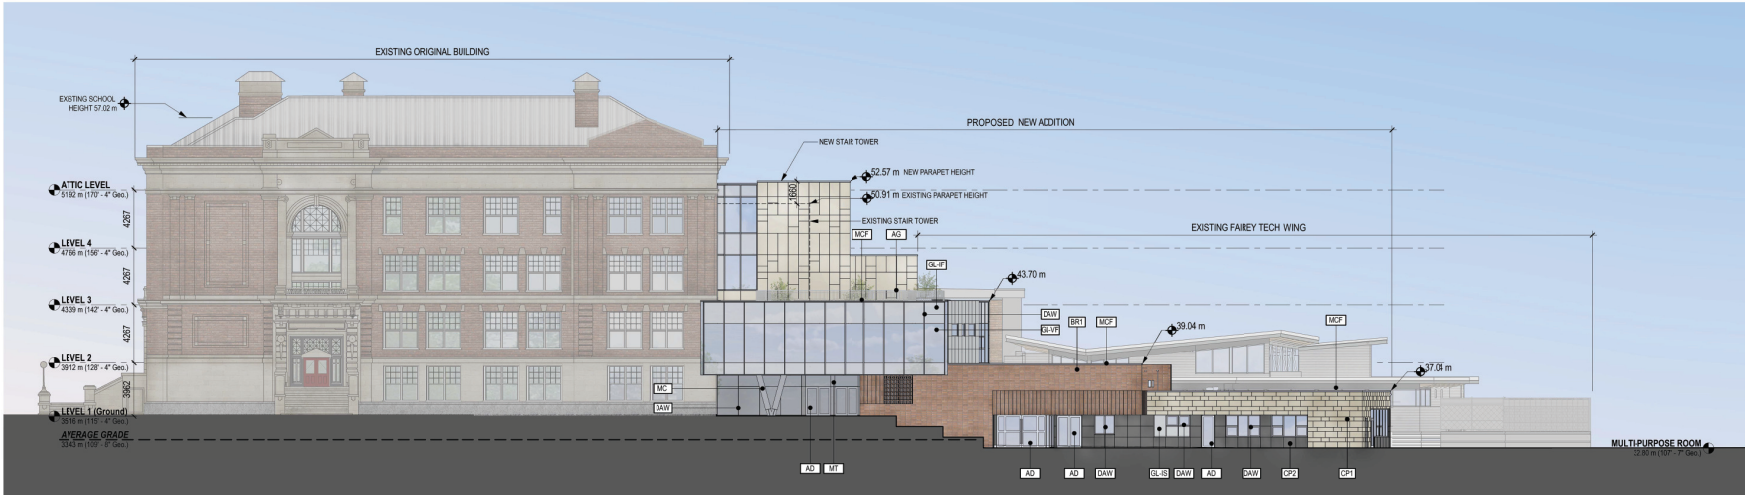 EXISTING ORIGINAL BUILDING
EXISTING SCHOOL
HEIGHT 57.02 m
PROPOSED NEW ADDITION
NEW STAIR TOWER
52.57 m NEW PARAPET HEIGHT
1660
50.91 m EXISTING PARAPET HEIGHT
EXISTING STAIR TOWER
EXISTING FAIREY TECH WING
ATTIC LEVEL
5192 m (170' - 4" Geo.)
4267
LEVEL 4
4766 m (156' - 4" Geo.)
4267
LEVEL 3
4339 m (142' - 4" Geo.)
4267
LEVEL 2
3912 m (128' - 4" Geo.)
3962
LEVEL 1 (Ground)
3516 m (115' - 4" Geo.)
AVERAGE GRADE
3343 m (109' - 8" Geo.)
MCF
AG
GL-IF
43.70 m
DAW
GL-VF
BR1
MCF
39.04 m
MCF
37.01 m
MC
DAW
AD
MT
AD
AD
DAW
GL-IS
DAW
AD
DAW
CP2
CP1
MULTI-PURPOSE ROOM
32.80 m (107' - 7" Geo.)